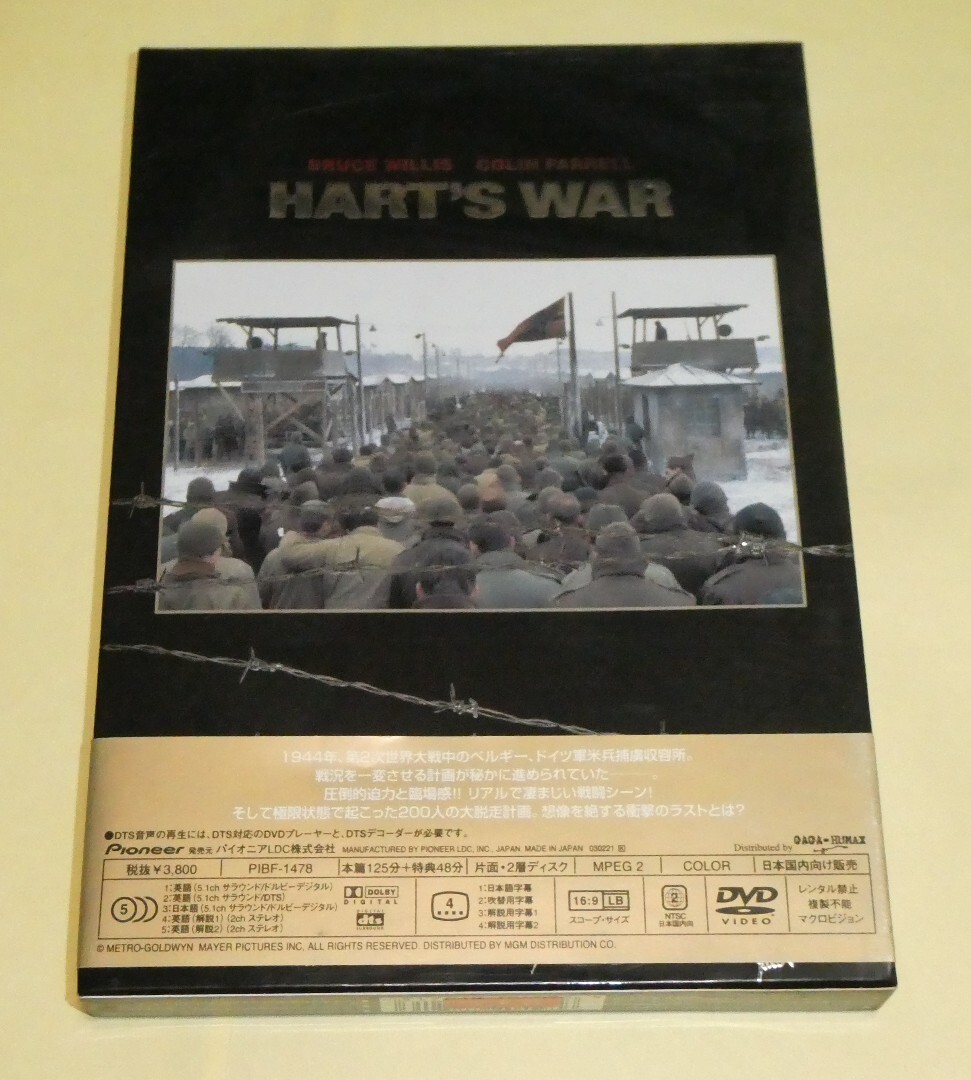 BRUCE WILLIS COLIN FARRELL
HART'S WAR
1944年、第2次世界大戦中のベルギー、ドイツ軍米兵捕虜収容所。
戦況を一変させる計画が秘かに進められていた———。
圧倒的迫力と臨場感!! リアルで凄まじい戦闘シーン!
そして極限状態で起こった200人の大脱走計画。想像を絶する衝撃のラストとは?
●DTS音声の再生には、DTS対応のDVDプレーヤーと、DTSデコーダーが必要です。
Pioneer 発売元 パイオニアLDC株式会社 MANUFACTURED BY PIONEER LDC, INC., JAPAN. MADE IN JAPAN 030221
Distributed by GAGA-HUMAX
税抜¥3,800 PIBF-1478 本篇125分+特典48分 片面・2層ディスク MPEG 2 COLOR 日本国内向け販売
5
1:英語(5.1ch サラウンド/ドルビーデジタル)
2:英語(5.1ch サラウンド/DTS)
3:日本語(5.1ch サラウンド/ドルビーデジタル)
4:英語(解説1)(2ch ステレオ)
5:英語(解説2)(2ch ステレオ)
DOLBY
DIGITAL
dts
4
1:日本語字幕
2:吹替用字幕
3:解説用字幕1
4:解説用字幕2
16:9 LB
スコープ・サイズ
2
NTSC
日本国内向
DVD
VIDEO
レンタル禁止
複製不能
マクロビジョン
© METRO-GOLDWYN MAYER PICTURES INC. ALL RIGHTS RESERVED. DISTRIBUTED BY MGM DISTRIBUTION CO.